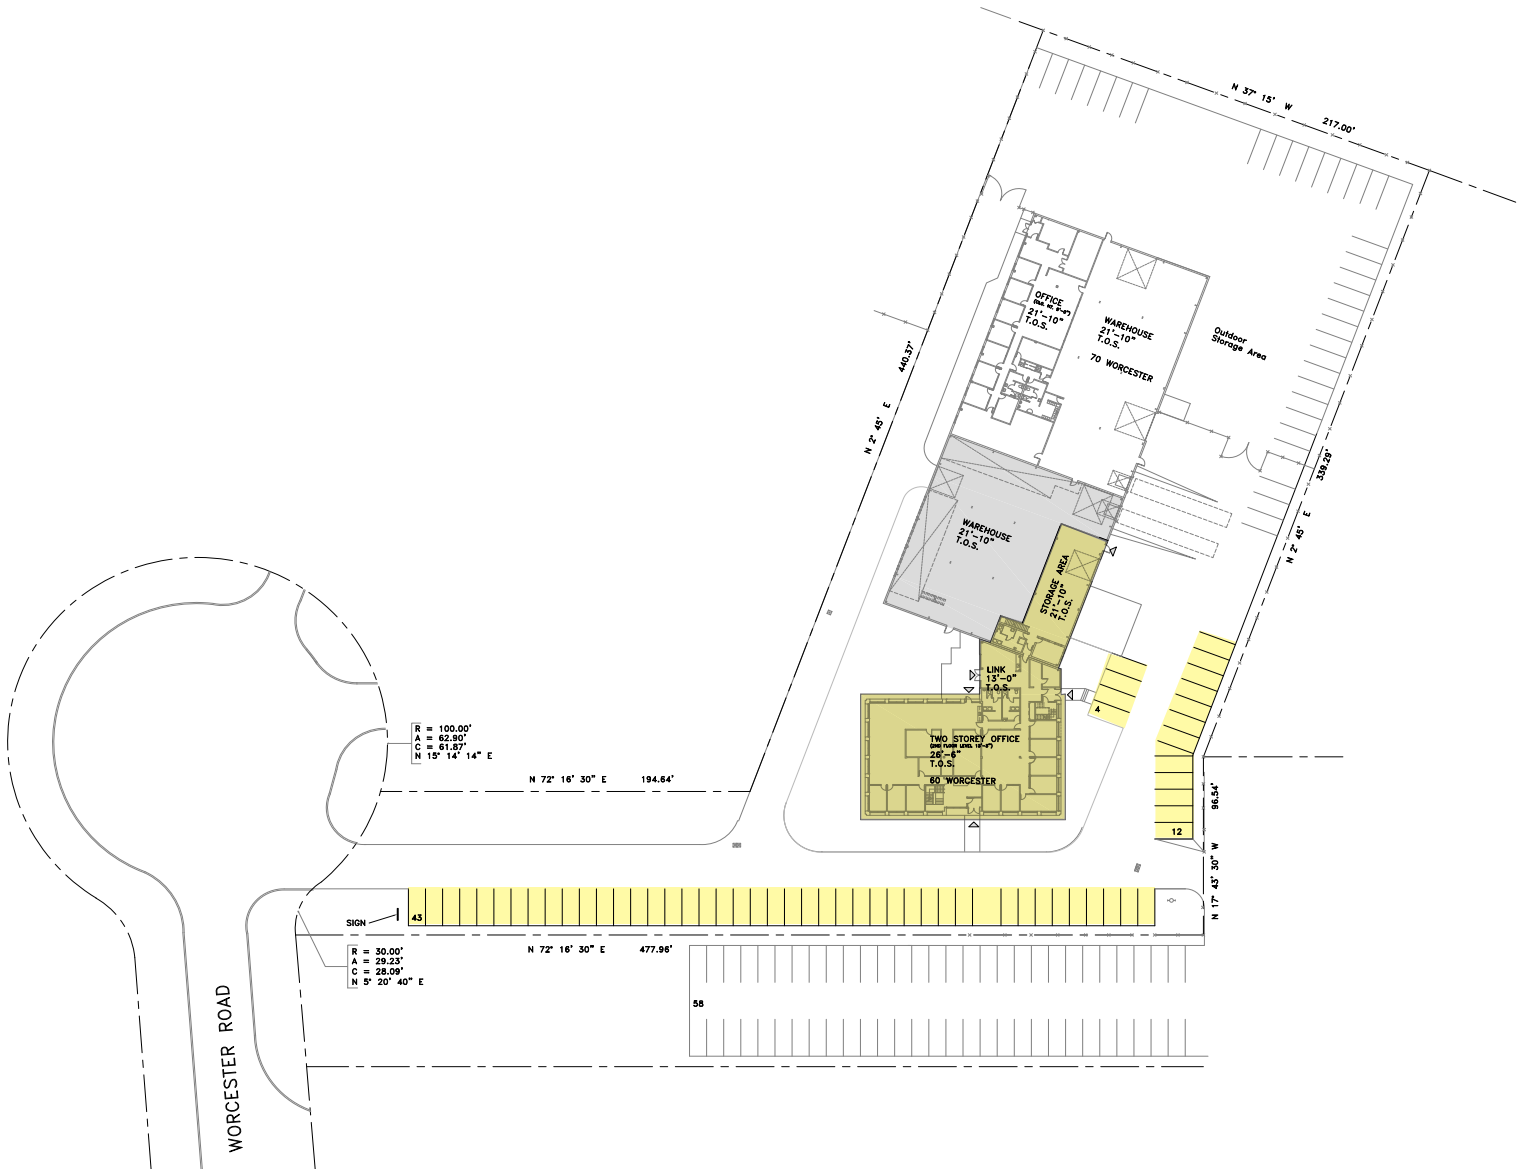 N 37° 15' W 217.00'
OFFICE
21'-10"
T.O.S.
WAREHOUSE
21'-10"
T.O.S.
70 WORCESTER
Outdoor
Storage Area
440.37'
N 2° 45' E
339.29'
N 2° 45' E
WAREHOUSE
21'-10"
T.O.S.
STORAGE AREA
21'-10"
T.O.S.
LINK
13'-0"
T.O.S.
4
TWO STOREY OFFICE
26'-6"
T.O.S.
60 WORCESTER
R = 100.00'
A = 62.90'
C = 61.87'
N 15° 14' 14" E
N 72° 16' 30" E 194.64'
96.54'
N 17° 43' 30" W
12
SIGN
43
N 72° 16' 30" E 477.96'
R = 30.00'
A = 29.23'
C = 28.09'
N 5° 20' 40" E
58
WORCESTER ROAD